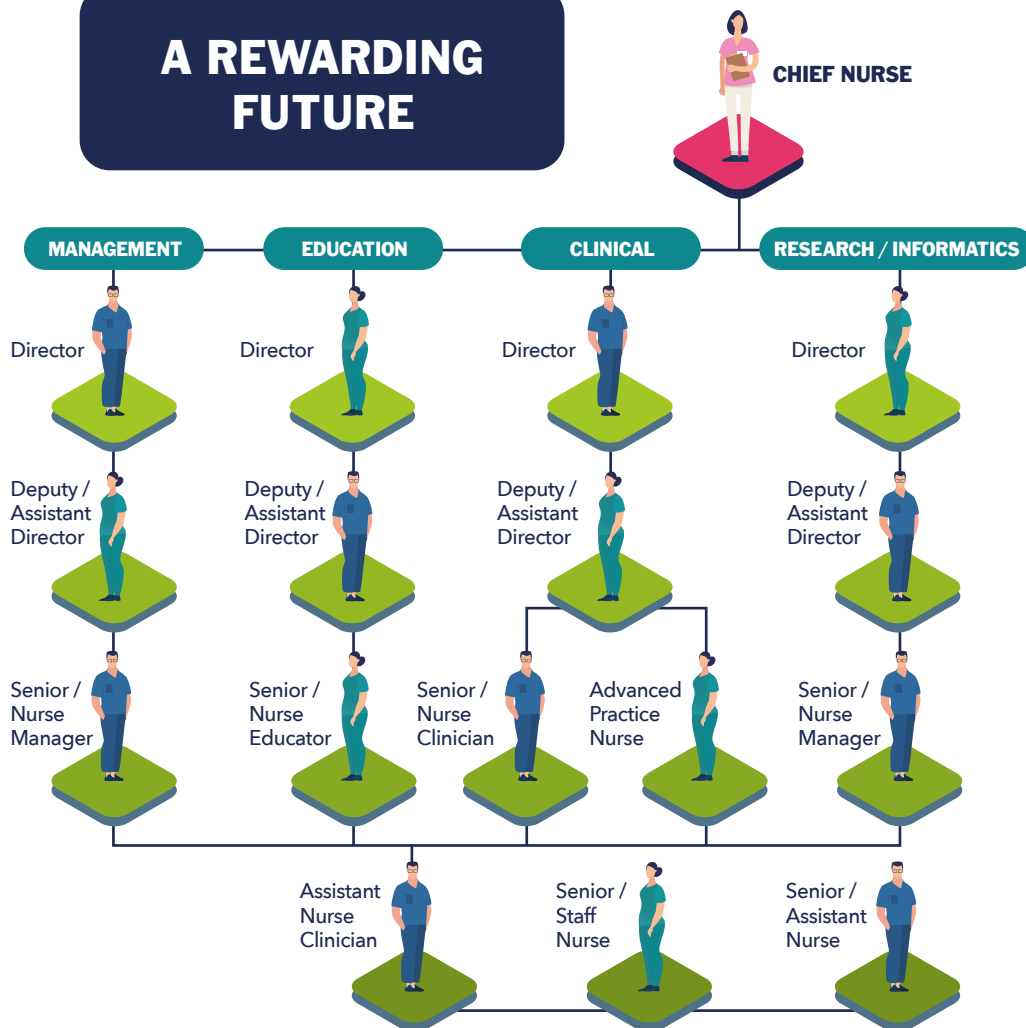 A REWARDING
FUTURE
CHIEF NURSE
MANAGEMENT
EDUCATION
CLINICAL
RESEARCH / INFORMATICS
Director
Director
Director
Director
Deputy /
Assistant
Director
Deputy /
Assistant
Director
Deputy /
Assistant
Director
Deputy /
Assistant
Director
Senior /
Nurse
Manager
Senior /
Nurse
Educator
Senior /
Nurse
Clinician
Advanced
Practice
Nurse
Senior /
Nurse
Manager
Assistant
Nurse
Clinician
Senior /
Staff
Nurse
Senior /
Assistant
Nurse